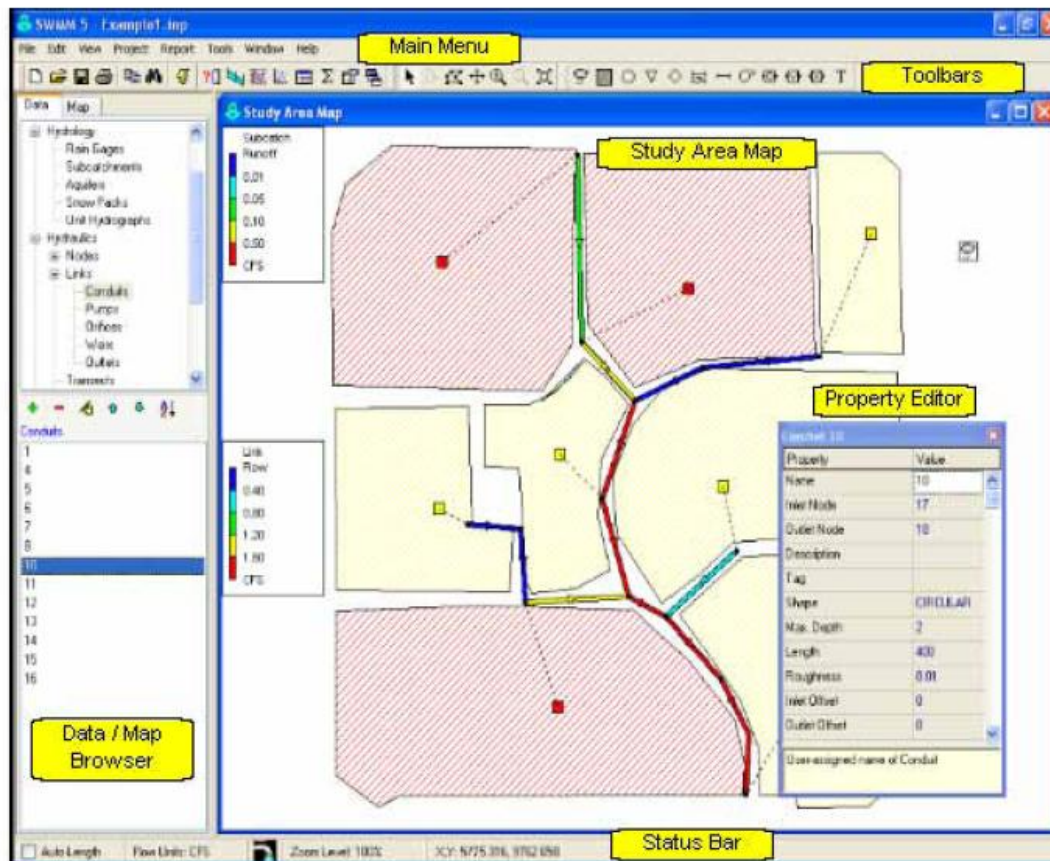 SWMM 5 - Example1.inp
File Edit View Project Report Tools Window Help
Main Menu
Toolbars
Data Map
Study Area Map
Hydrology
Rain Gages
Subcatchments
Aquifers
Snow Packs
Unit Hydrographs
Hydraulics
Nodes
Links
Conduits
Pumps
Orifices
Weirs
Outlets
Transects
Conduits
1
4
5
6
7
8
10
11
12
13
14
15
16
Data / Map
Browser
Subcatch
Runoff
0.01
0.05
0.10
0.50
CFS
Study Area Map
Link
Flow
0.40
0.80
1.20
1.60
CFS
Property Editor
Conduit 10
Property Value
Name 10
Inlet Node 17
Outlet Node 18
Description
Tag
Shape CIRCULAR
Max. Depth 2
Length 400
Roughness 0.01
Inlet Offset 0
Outlet Offset 0
User-assigned name of Conduit
Auto-Length Flow Units: CFS Zoom Level: 100% X,Y:
Status Bar